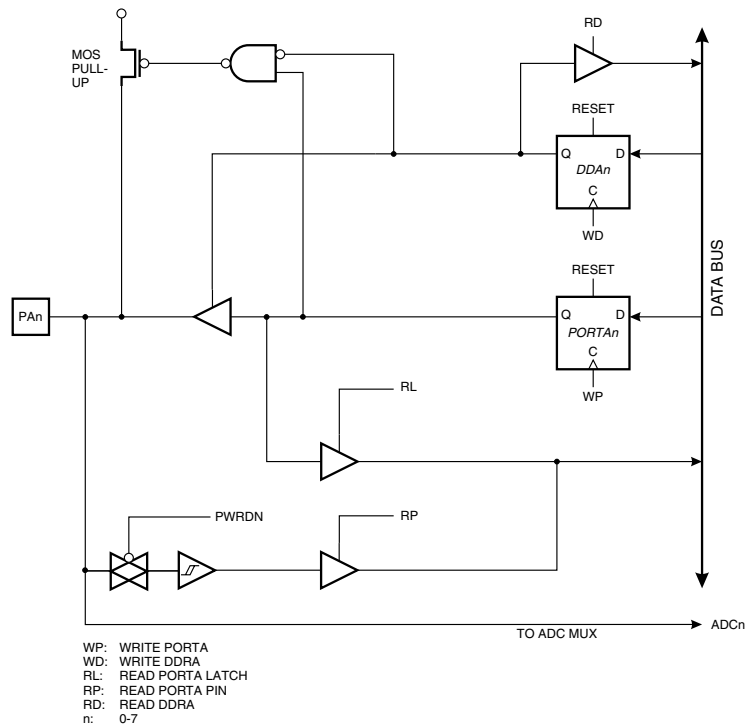 RD
MOS
PULL-
UP
RESET
Q D
DDAn
C
WD
RESET
PAn
Q D
PORTAn
C
WP
DATA BUS
RL
PWRDN
RP
TO ADC MUX
ADCn
WP: WRITE PORTA
WD: WRITE DDRA
RL: READ PORTA LATCH
RP: READ PORTA PIN
RD: READ DDRA
n: 0-7